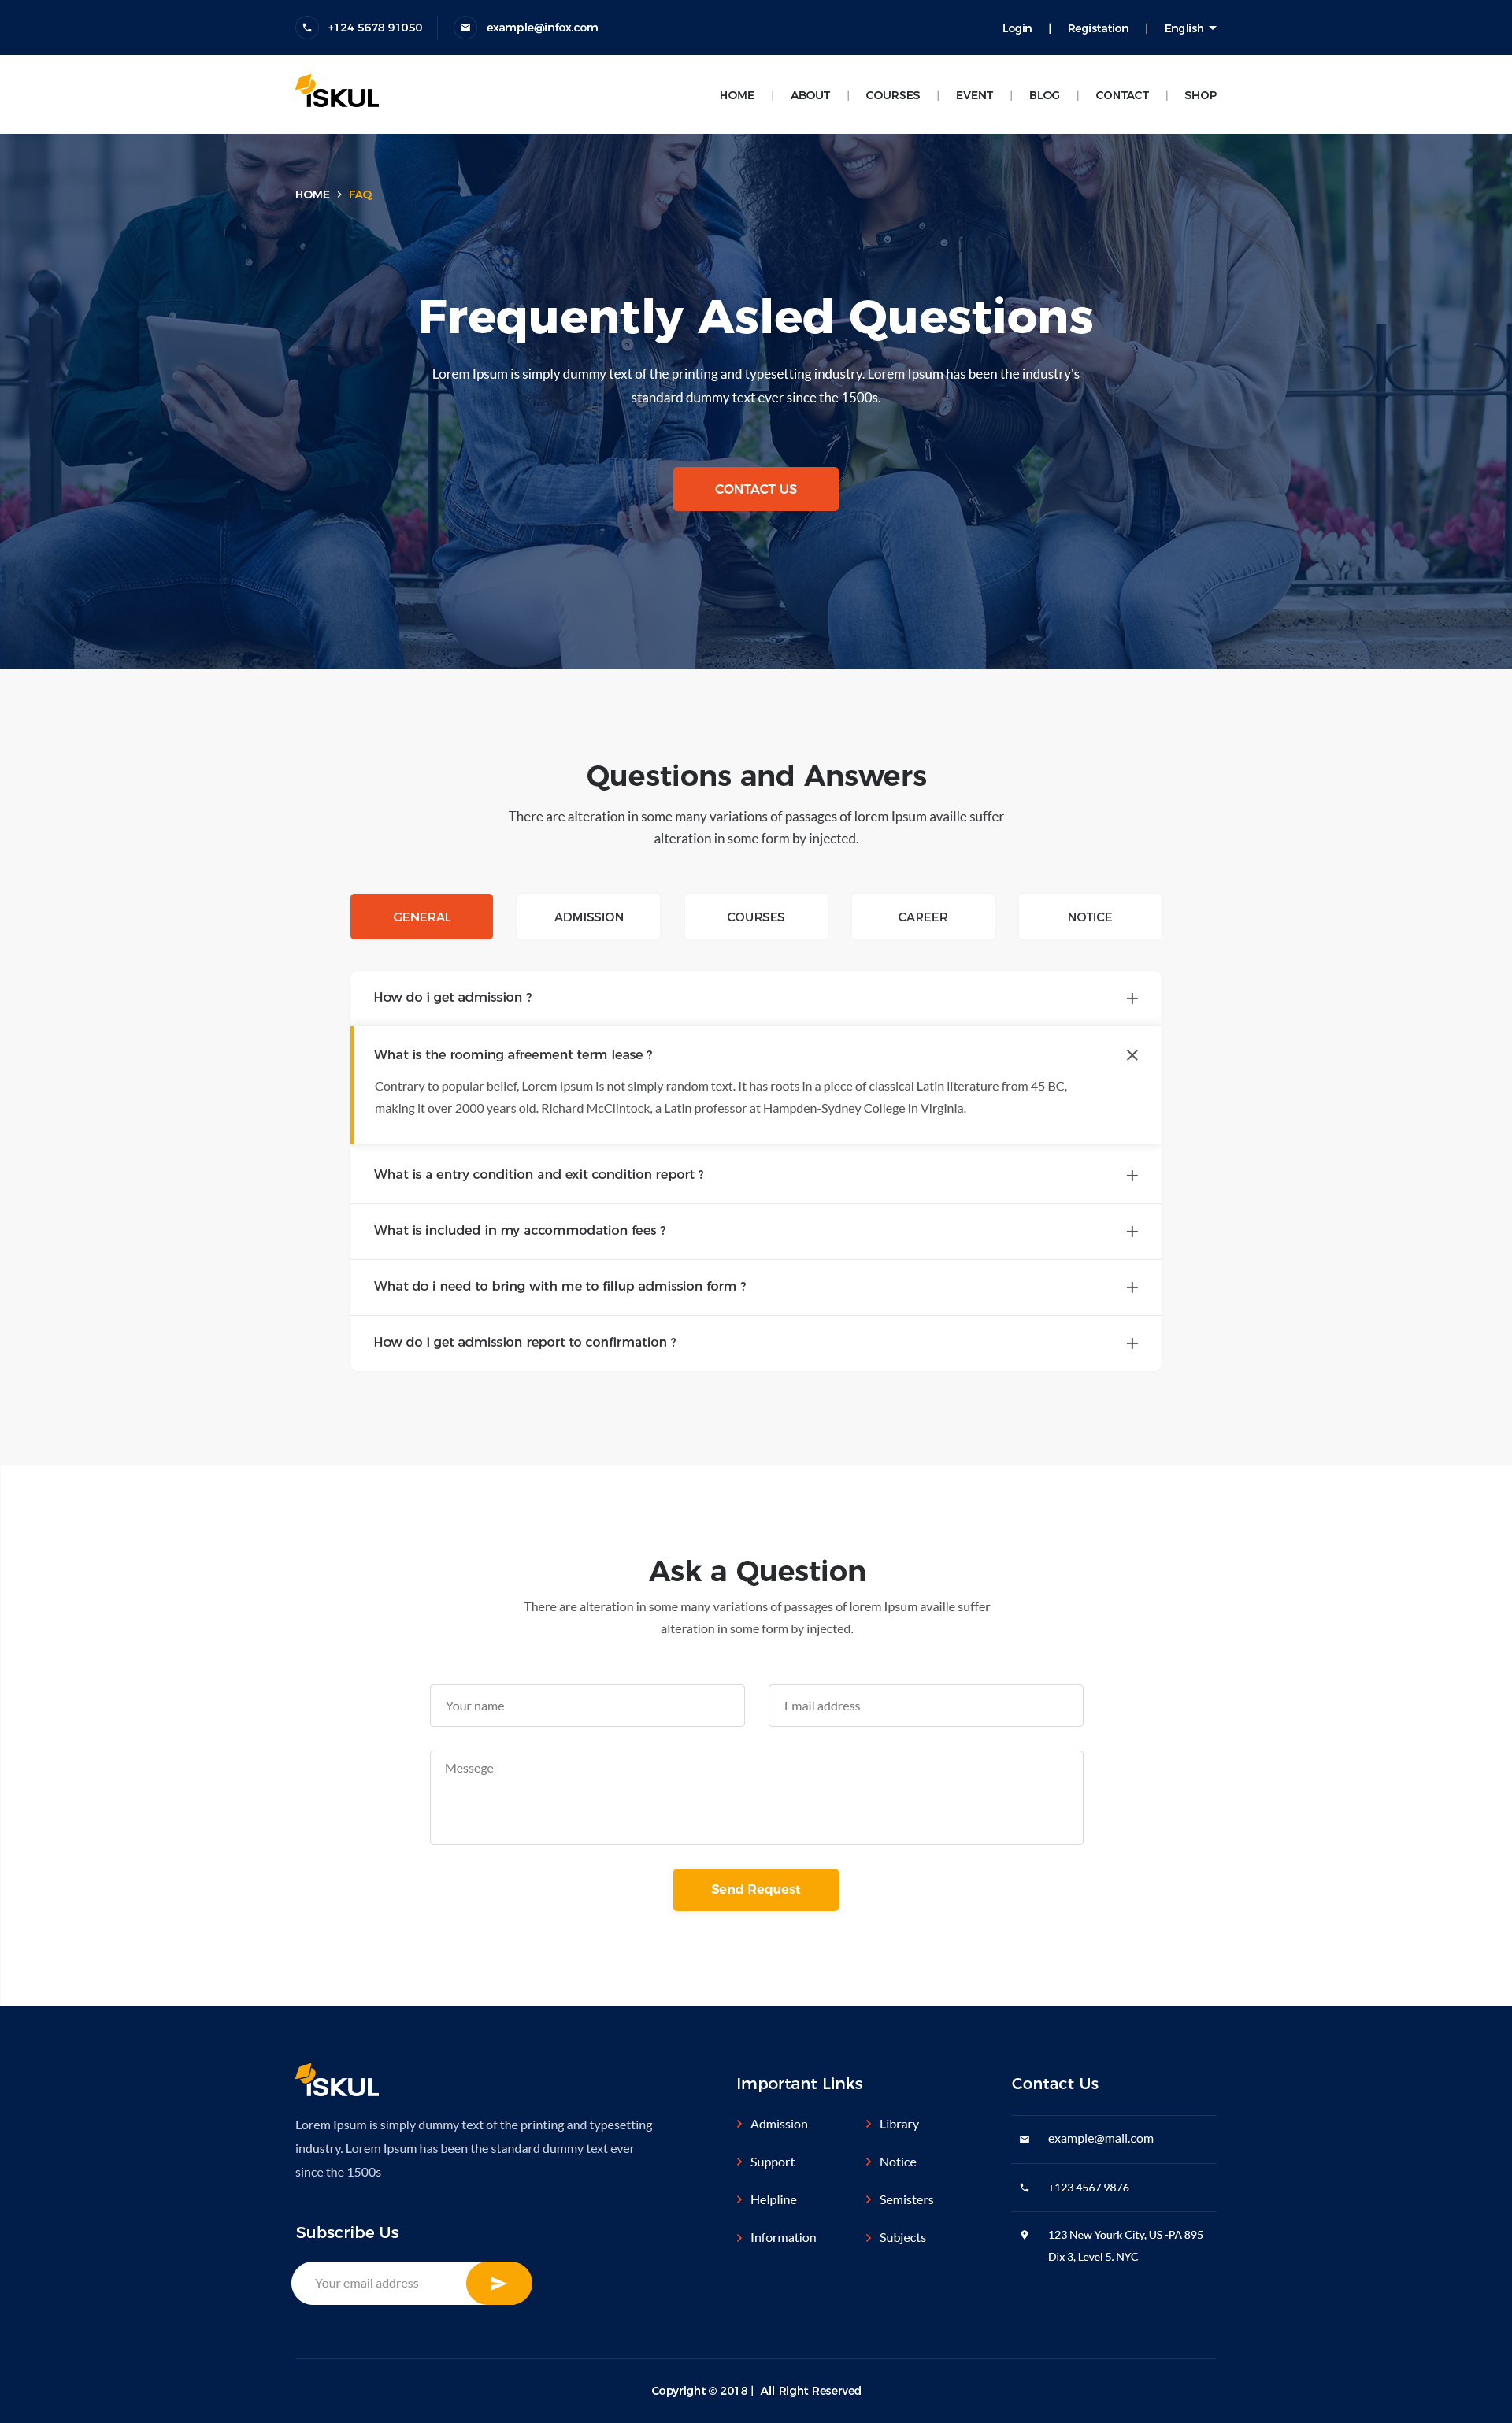 +124 5678 91050 | example@infox.com
Login | Registation | English
ISKUL
HOME | ABOUT | COURSES | EVENT | BLOG | CONTACT | SHOP
HOME > FAQ
Frequently Asled Questions
Lorem Ipsum is simply dummy text of the printing and typesetting industry. Lorem Ipsum has been the industry's
standard dummy text ever since the 1500s.
CONTACT US
Questions and Answers
There are alteration in some many variations of passages of lorem Ipsum availle suffer
alteration in some form by injected.
GENERAL ADMISSION COURSES CAREER NOTICE
How do i get admission ?
What is the rooming afreement term lease ?
Contrary to popular belief, Lorem Ipsum is not simply random text. It has roots in a piece of classical Latin literature from 45 BC,
making it over 2000 years old. Richard McClintock, a Latin professor at Hampden-Sydney College in Virginia.
What is a entry condition and exit condition report ?
What is included in my accommodation fees ?
What do i need to bring with me to fillup admission form ?
How do i get admission report to confirmation ?
Ask a Question
There are alteration in some many variations of passages of lorem Ipsum availle suffer
alteration in some form by injected.
Your name
Email address
Messege
Send Request
ISKUL
Lorem Ipsum is simply dummy text of the printing and typesetting
industry. Lorem Ipsum has been the standard dummy text ever
since the 1500s
Subscribe Us
Your email address
Important Links
Admission
Support
Helpline
Information
Library
Notice
Semisters
Subjects
Contact Us
example@mail.com
+123 4567 9876
123 New Yourk City, US -PA 895
Dix 3, Level 5. NYC
Copyright © 2018 | All Right Reserved